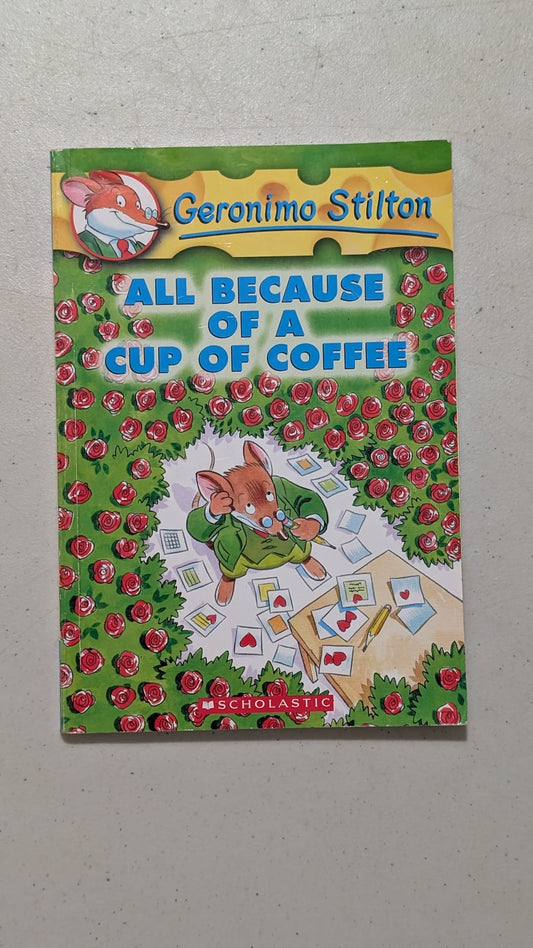 Geronimo Stilton
ALL BECAUSE
OF A
CUP OF COFFEE
SCHOLASTIC